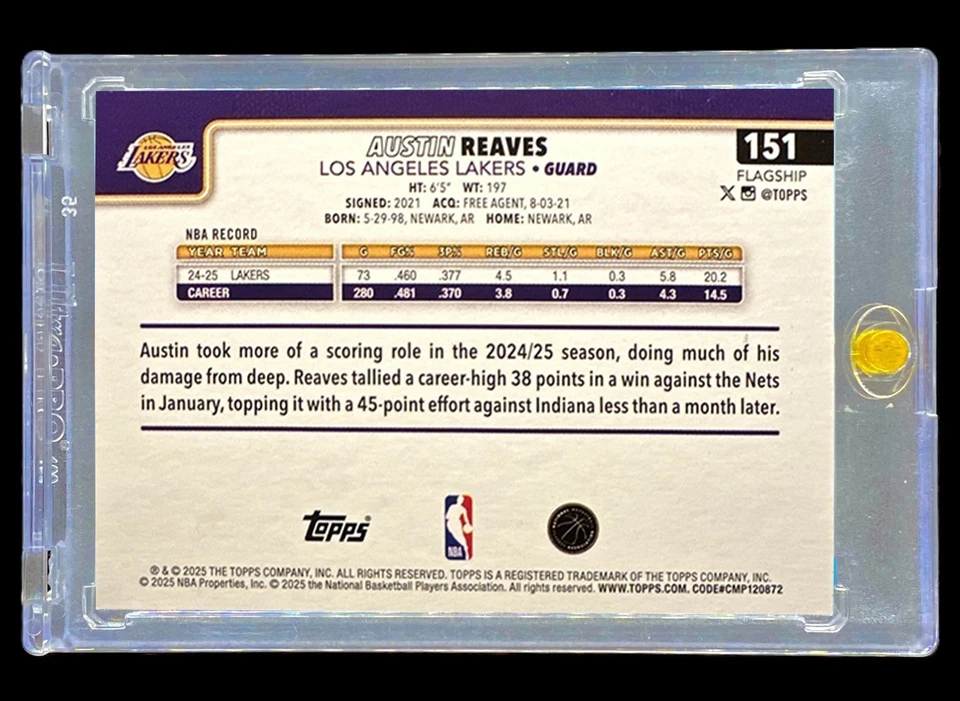 LOS ANGELES
LAKERS
AUSTIN REAVES
LOS ANGELES LAKERS • GUARD
HT: 6'5" WT: 197
SIGNED: 2021 ACQ: FREE AGENT, 8-03-21
BORN: 5-29-98, NEWARK, AR HOME: NEWARK, AR
151
FLAGSHIP
@TOPPS
NBA RECORD
YEAR TEAM G FG% 3P% REB/G STL/G BLK/G AST/G PTS/G
24-25 LAKERS 73 .460 .377 4.5 1.1 0.3 5.8 20.2
CAREER 280 .481 .370 3.8 0.7 0.3 4.3 14.5
Austin took more of a scoring role in the 2024/25 season, doing much of his
damage from deep. Reaves tallied a career-high 38 points in a win against the Nets
in January, topping it with a 45-point effort against Indiana less than a month later.
Topps®
NBA
® & © 2025 THE TOPPS COMPANY, INC. ALL RIGHTS RESERVED. TOPPS IS A REGISTERED TRADEMARK OF THE TOPPS COMPANY, INC.
© 2025 NBA Properties, Inc. © 2025 the National Basketball Players Association. All rights reserved. WWW.TOPPS.COM. CODE#CMP120872